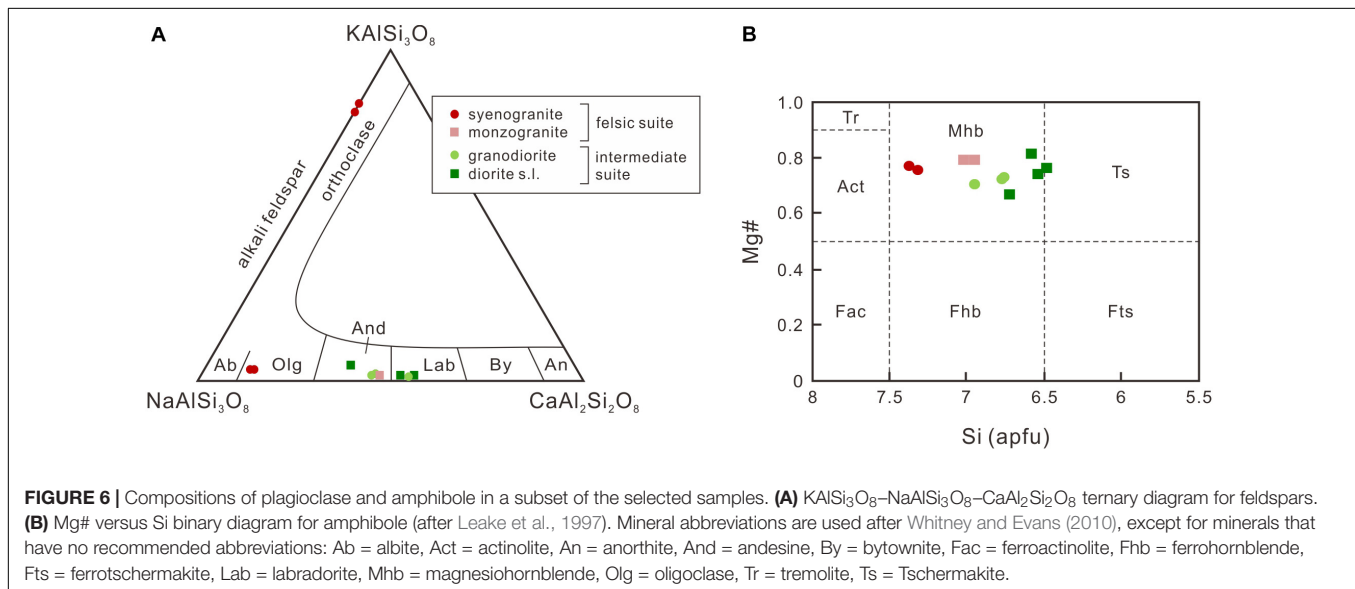 A
KAlSi₃O₈
alkali feldspar
orthoclase
syenogranite
monzogranite
felsic suite
granodiorite
diorite s.l.
intermediate
suite
And
Ab
Olg
Lab
By
An
NaAlSi₃O₈
CaAl₂Si₂O₈
B
Mg#
1.0
0.8
0.6
0.4
0.2
0
Tr
Mhb
Act
Ts
Fac
Fhb
Fts
8
7.5
7
6.5
6
5.5
Si (apfu)
FIGURE 6 | Compositions of plagioclase and amphibole in a subset of the selected samples. (A) KAlSi₃O₈–NaAlSi₃O₈–CaAl₂Si₂O₈ ternary diagram for feldspars.
(B) Mg# versus Si binary diagram for amphibole (after Leake et al., 1997). Mineral abbreviations are used after Whitney and Evans (2010), except for minerals that
have no recommended abbreviations: Ab = albite, Act = actinolite, An = anorthite, And = andesine, By = bytownite, Fac = ferroactinolite, Fhb = ferrohornblende,
Fts = ferrotschermakite, Lab = labradorite, Mhb = magnesiohornblende, Olg = oligoclase, Tr = tremolite, Ts = Tschermakite.